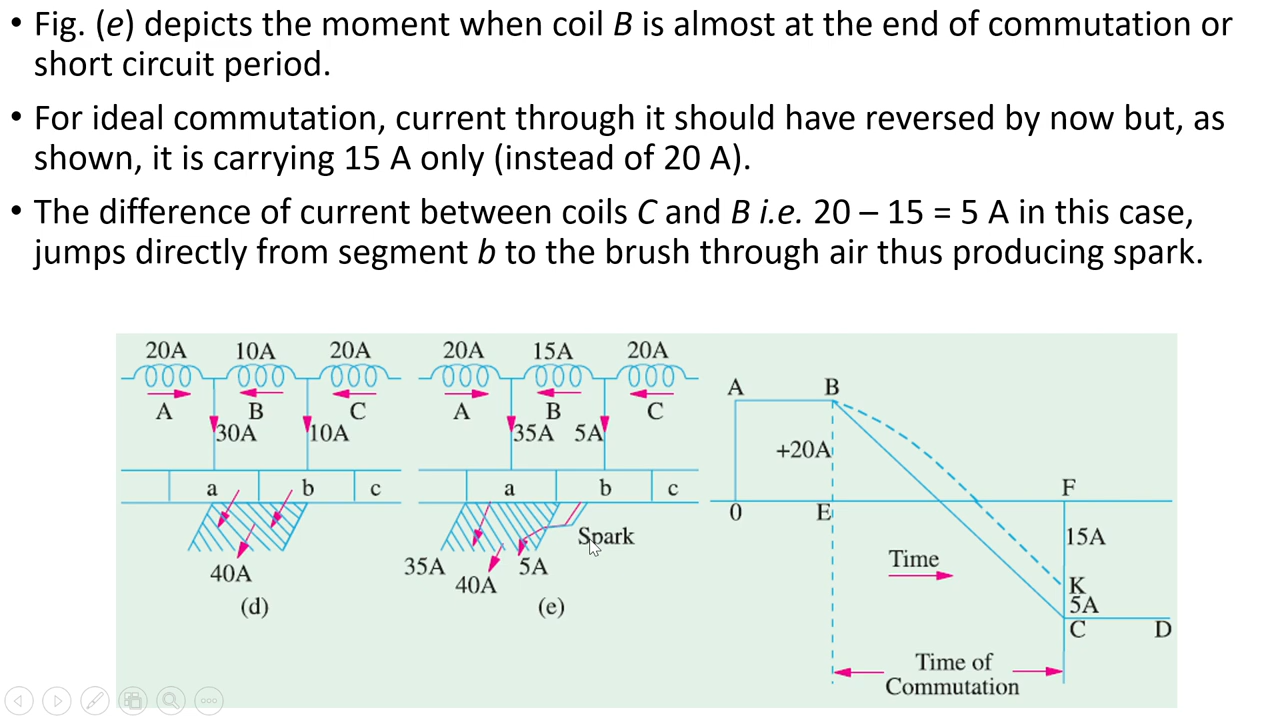 • Fig. (e) depicts the moment when coil B is almost at the end of commutation or
short circuit period.
• For ideal commutation, current through it should have reversed by now but, as
shown, it is carrying 15 A only (instead of 20 A).
• The difference of current between coils C and B i.e. 20 – 15 = 5 A in this case,
jumps directly from segment b to the brush through air thus producing spark.
20A 10A 20A
A B C
30A 10A
a b c
40A
(d)
20A 15A 20A
A B C
35A 5A
a b c
Spark
35A 40A 5A
(e)
A B
+20A
0 E F
15A
Time
K
5A
C D
Time of
Commutation